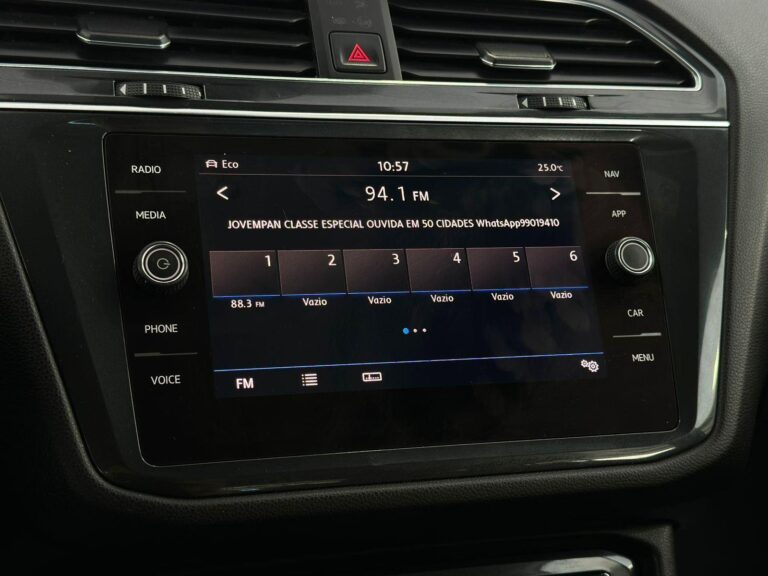 RADIO
MEDIA
PHONE
VOICE
Eco 10:57 25.0°C
< 94.1 FM >
JOVEMPAN CLASSE ESPECIAL OUVIDA EM 50 CIDADES WhatsApp99019410
1 2 3 4 5 6
88.3 FM Vazio Vazio Vazio Vazio Vazio
FM
NAV
APP
CAR
MENU